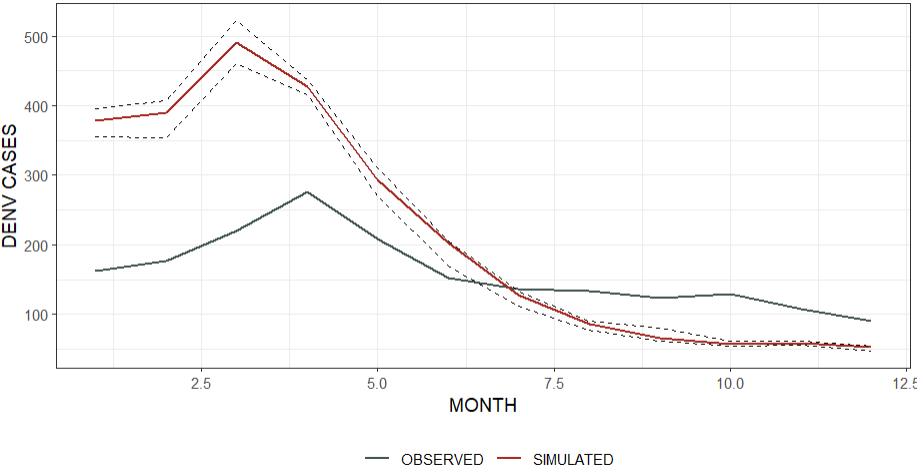 500
400
300
200
100
DENV CASES
2.5
5.0
7.5
10.0
12.5
MONTH
OBSERVED
SIMULATED